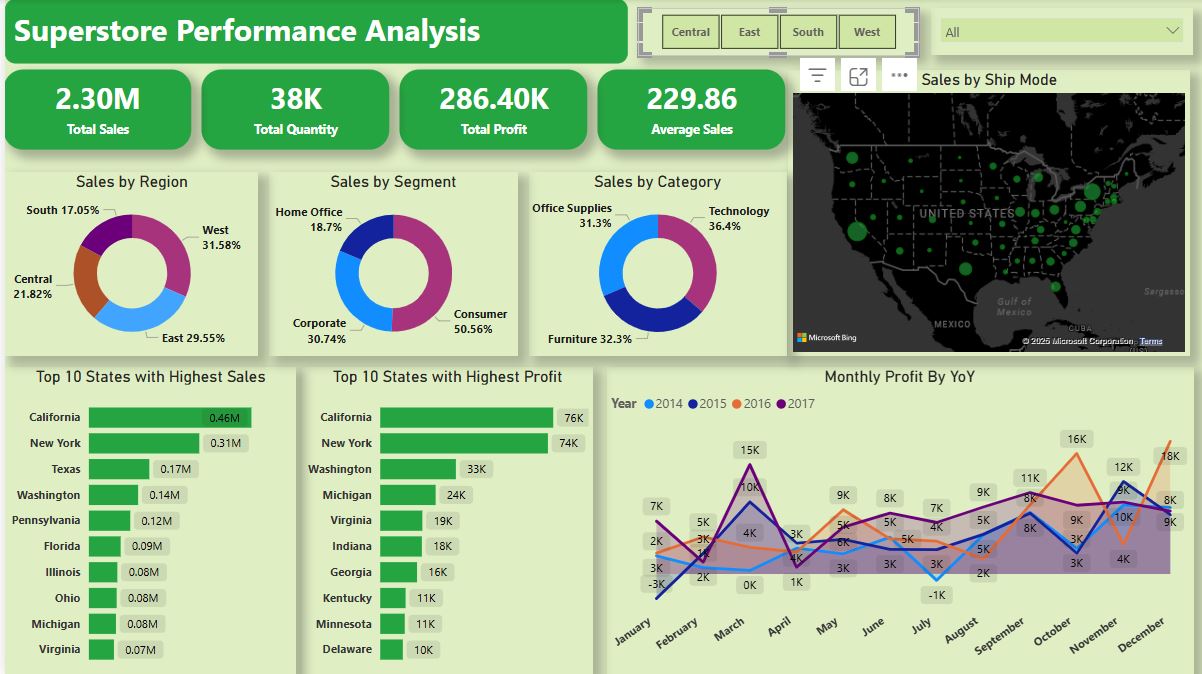 Superstore Performance Analysis
Central
East
South
West
All
2.30M
Total Sales
38K
Total Quantity
286.40K
Total Profit
229.86
Average Sales
Sales by Ship Mode
UNITED STATES
Gulf of
Mexico
MEXICO
CUBA
Sargasso
Microsoft Bing
© 2025 Microsoft Corporation Terms
Sales by Region
South 17.05%
West
31.58%
Central
21.82%
East 29.55%
Sales by Segment
Home Office
18.7%
Corporate
30.74%
Consumer
50.56%
Sales by Category
Office Supplies
31.3%
Technology
36.4%
Furniture 32.3%
Top 10 States with Highest Sales
California 0.46M
New York 0.31M
Texas 0.17M
Washington 0.14M
Pennsylvania 0.12M
Florida 0.09M
Illinois 0.08M
Ohio 0.08M
Michigan 0.08M
Virginia 0.07M
Top 10 States with Highest Profit
California 76K
New York 74K
Washington 33K
Michigan 24K
Virginia 19K
Indiana 18K
Georgia 16K
Kentucky 11K
Minnesota 11K
Delaware 10K
Monthly Profit By YoY
Year 2014 2015 2016 2017
7K
2K
3K
-3K
5K
3K
1K
2K
15K
10K
4K
0K
3K
4K
1K
9K
5K
6K
3K
8K
5K
5K
3K
7K
4K
3K
-1K
9K
5K
5K
2K
11K
8K
8K
16K
9K
3K
3K
12K
9K
10K
4K
18K
8K
9K
January
February
March
April
May
June
July
August
September
October
November
December